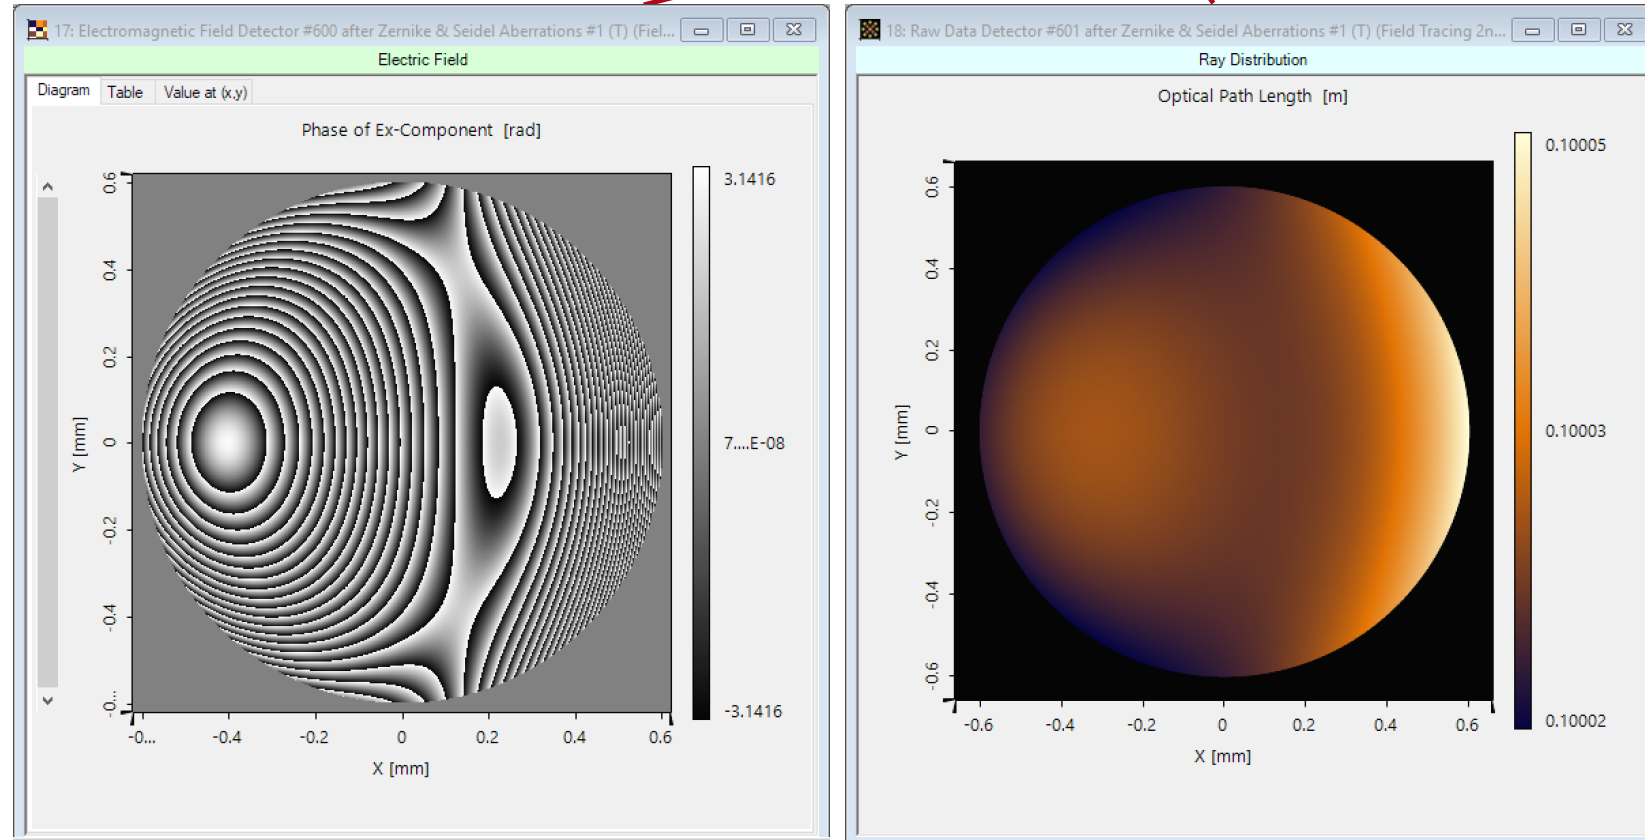 17: Electromagnetic Field Detector #600 after Zernike & Seidel Aberrations #1 (T) (Fiel...
Electric Field
Diagram Table Value at (x,y)
Phase of Ex-Component [rad]
3.1416
7....E-08
-3.1416
Y [mm]
0.6
0.4
0.2
0
-0.2
-0.4
-0...
-0... -0.4 -0.2 0 0.2 0.4 0.6
X [mm]
18: Raw Data Detector #601 after Zernike & Seidel Aberrations #1 (T) (Field Tracing 2n...
Ray Distribution
Optical Path Length [m]
0.10005
0.10003
0.10002
Y [mm]
0.6
0.4
0.2
0
-0.2
-0.4
-0.6
-0.6 -0.4 -0.2 0 0.2 0.4 0.6
X [mm]